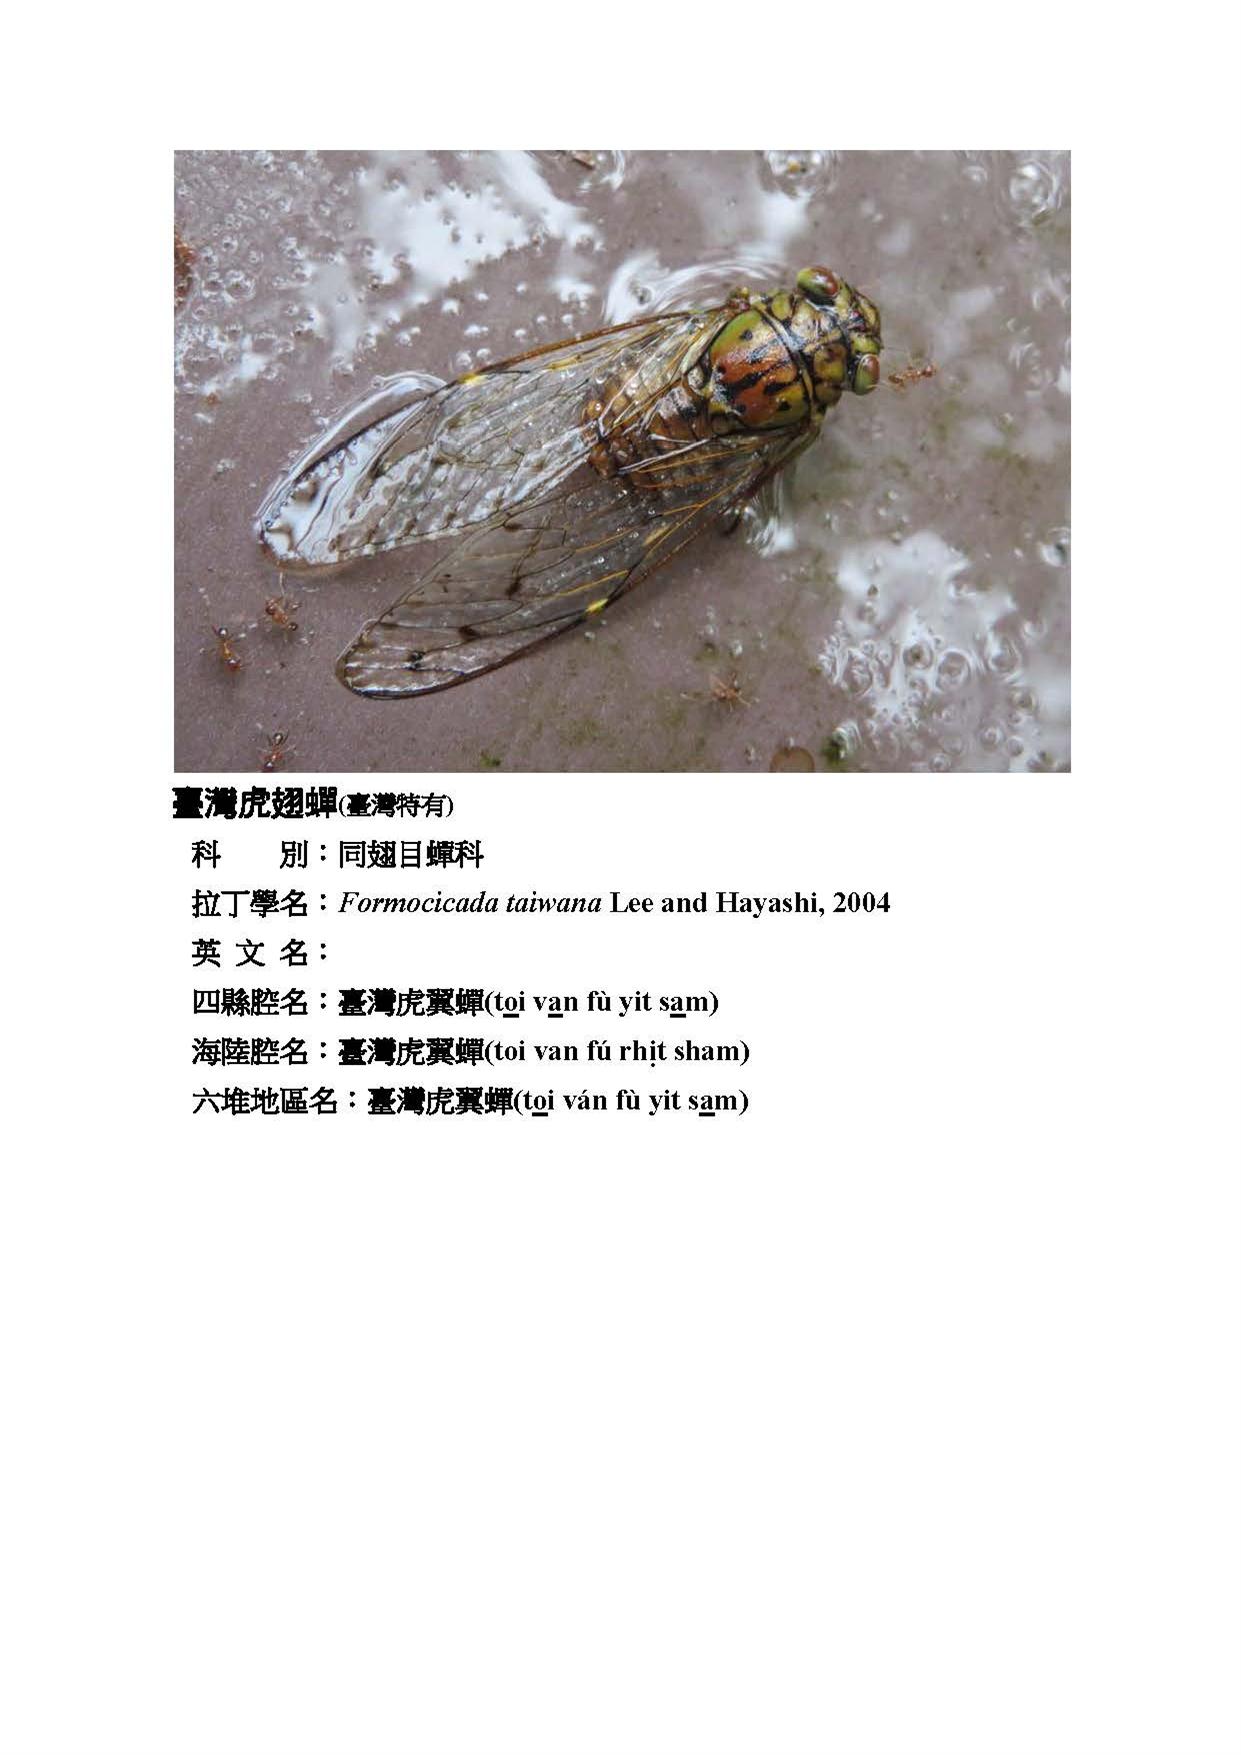 臺灣虎翅蟬(臺灣特有)
科　　別：同翅目蟬科
拉丁學名：Formocicada taiwana Lee and Hayashi, 2004
英 文 名：
四縣腔名：臺灣虎翼蟬(to̲i va̲n fù yit sa̲m)
海陸腔名：臺灣虎翼蟬(toi van fú rhịt sham)
六堆地區名：臺灣虎翼蟬(to̲i ván fù yit sa̲m)